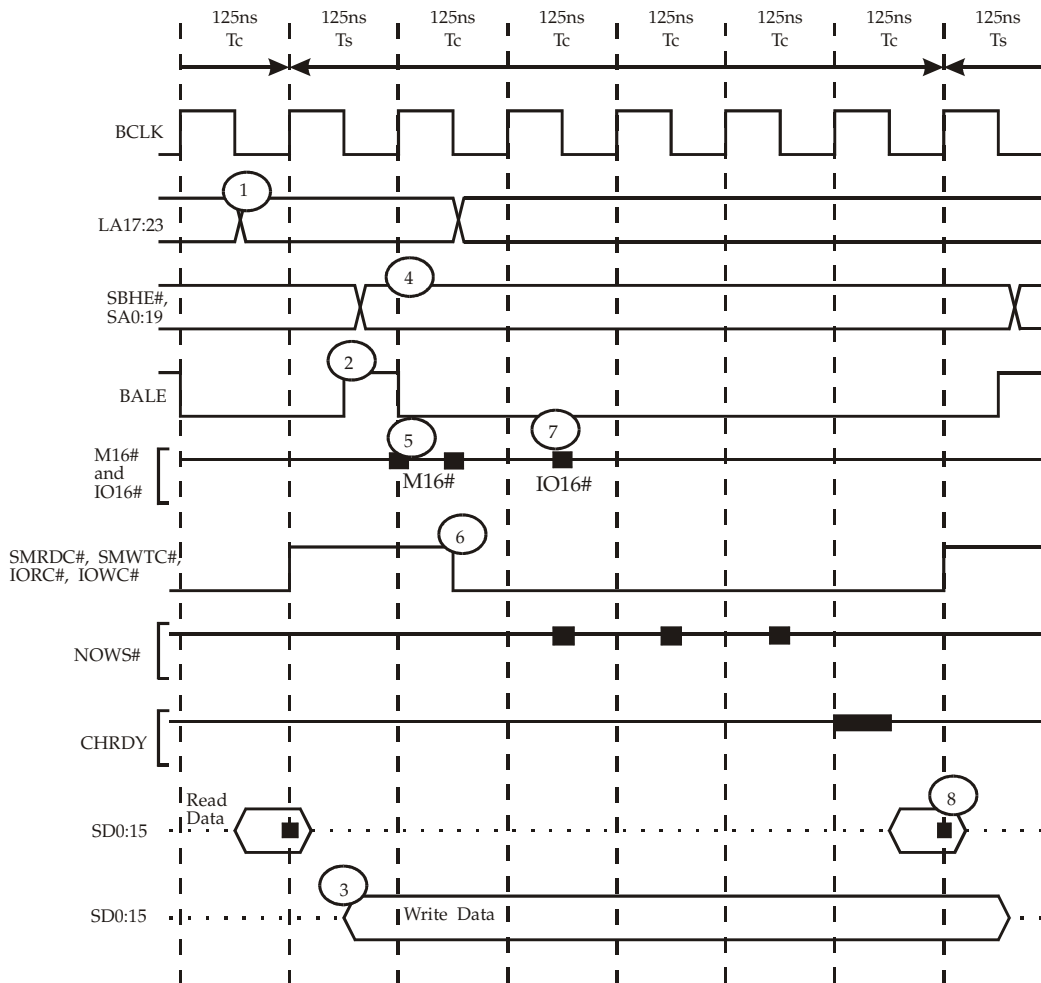 125ns 125ns 125ns 125ns 125ns 125ns 125ns 125ns
Tc Ts Tc Tc Tc Tc Tc Ts
BCLK
1
LA17:23
4
SBHE#,
SA0:19
2
BALE
5 7
M16#
and
IO16#
M16# IO16#
6
SMRDC#, SMWTC#,
IORC#, IOWC#
NOWS#
CHRDY
Read
Data
8
SD0:15
3
SD0:15
Write Data